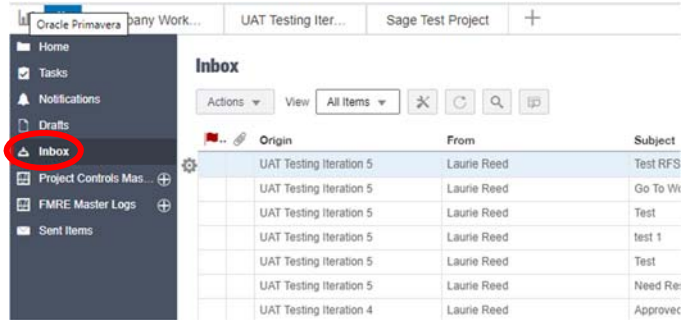 Oracle Primavera pany Work... UAT Testing Iter... Sage Test Project
Home
Tasks
Notifications
Drafts
Inbox
Project Controls Mas...
FMRE Master Logs
Sent Items
Inbox
Actions View All Items
Origin From Subject
UAT Testing Iteration 5 Laurie Reed Test RFS
UAT Testing Iteration 5 Laurie Reed Go To Wo
UAT Testing Iteration 5 Laurie Reed Test
UAT Testing Iteration 5 Laurie Reed test 1
UAT Testing Iteration 5 Laurie Reed Test
UAT Testing Iteration 5 Laurie Reed Need Res
UAT Testing Iteration 4 Laurie Reed Approved